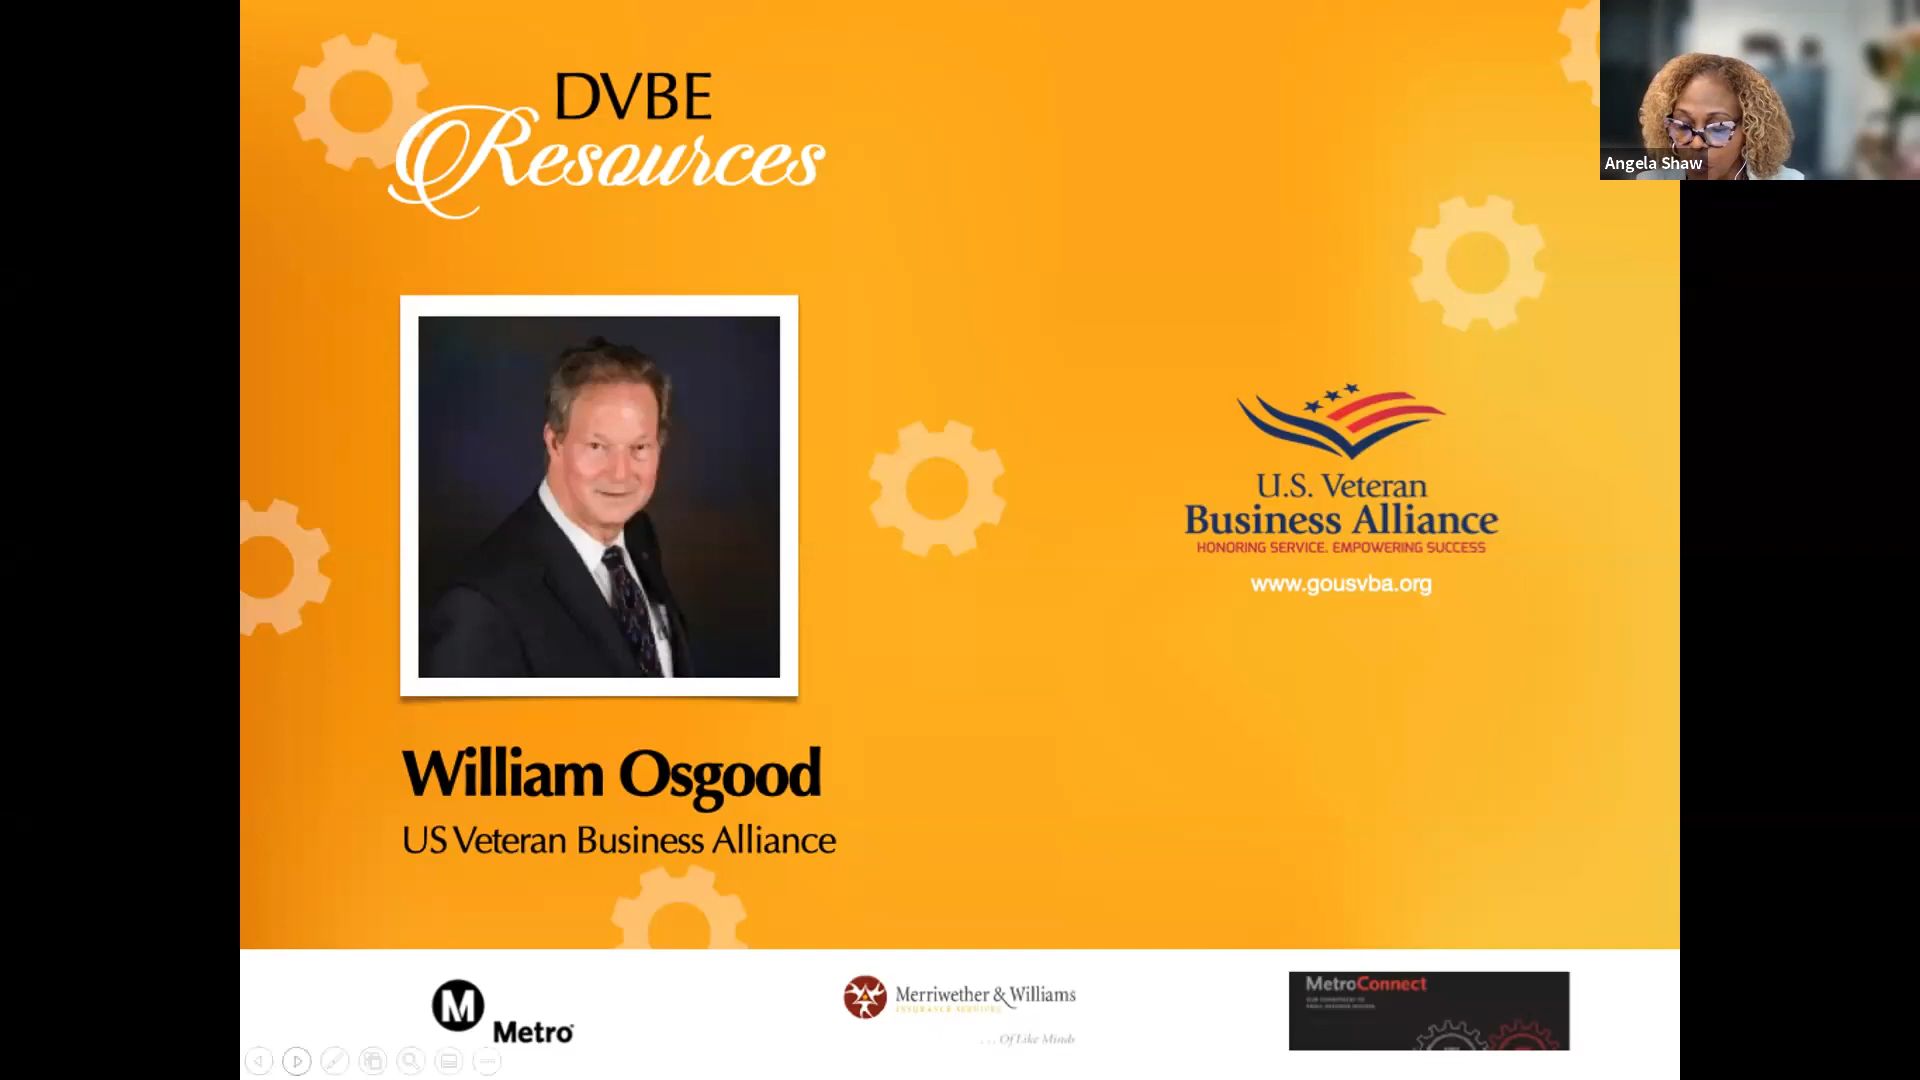 DVBE
Resources
Angela Shaw
U.S. Veteran
Business Alliance
HONORING SERVICE. EMPOWERING SUCCESS
www.gousvba.org
William Osgood
US Veteran Business Alliance
M
Metro
Merriwether & Williams
INSURANCE SERVICES
... Of Like Minds
MetroConnect